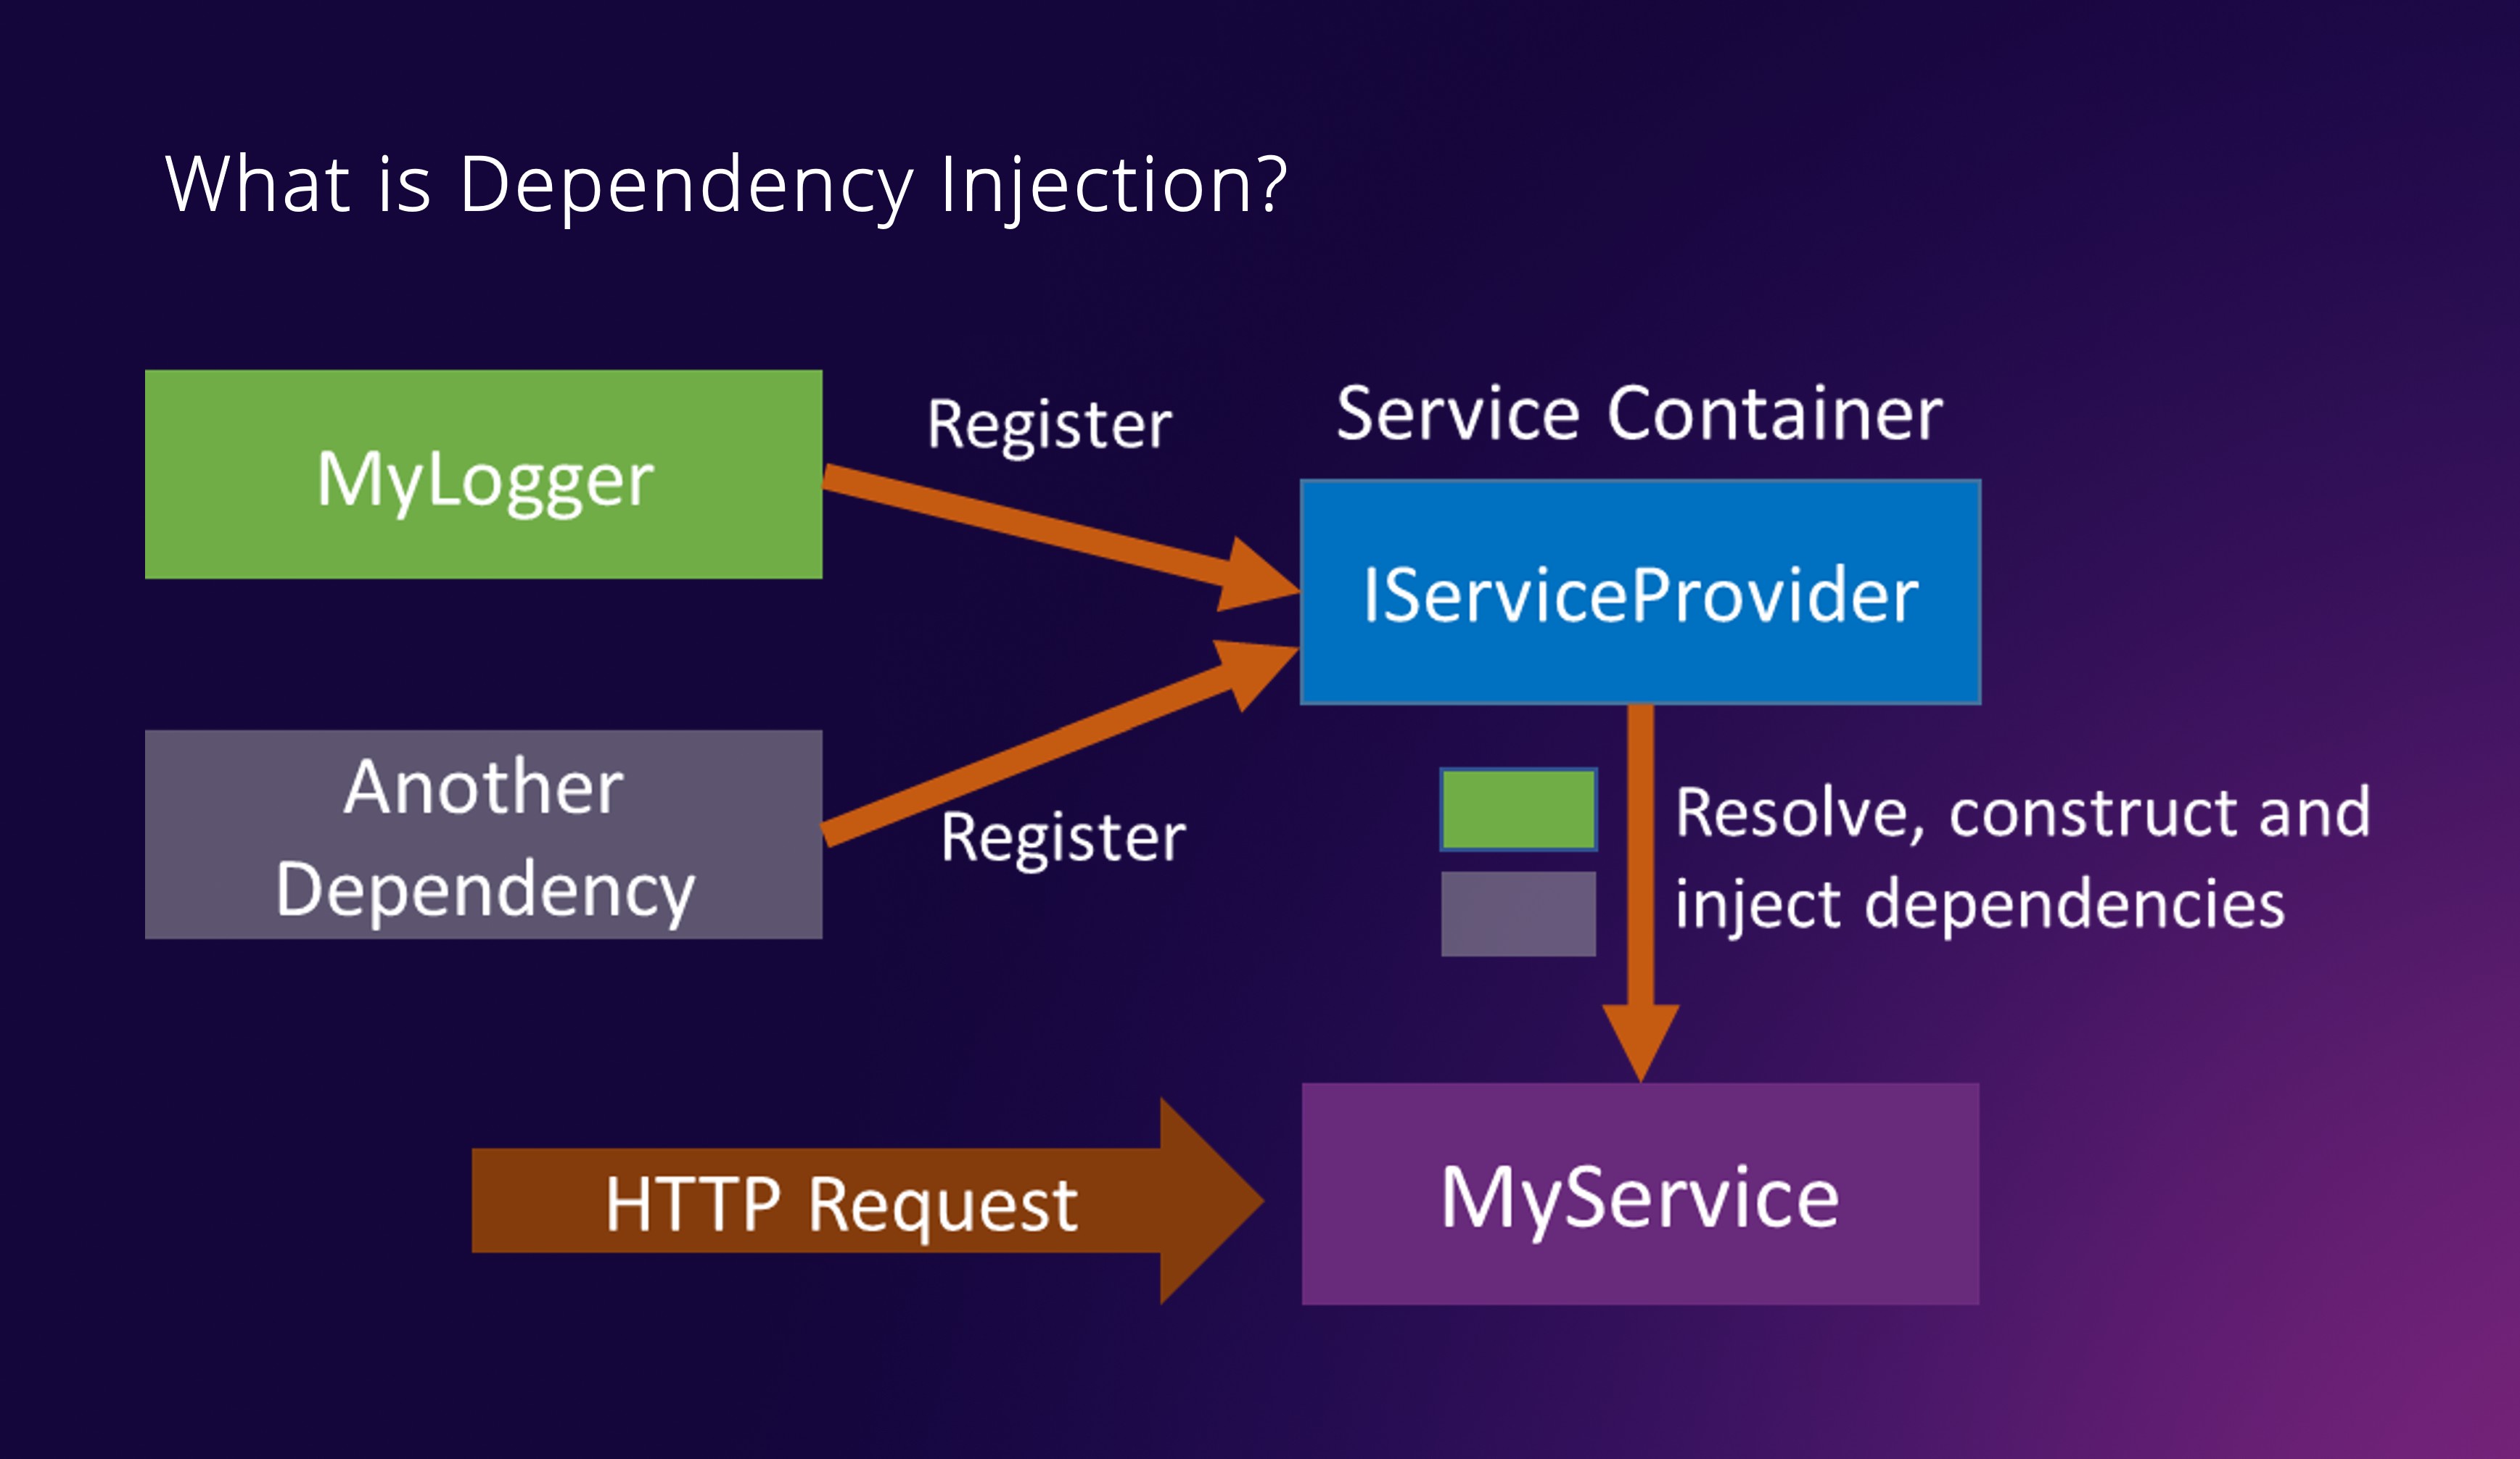 What is Dependency Injection?
MyLogger
Register
Service Container
IServiceProvider
Another
Dependency
Register
Resolve, construct and
inject dependencies
HTTP Request
MyService